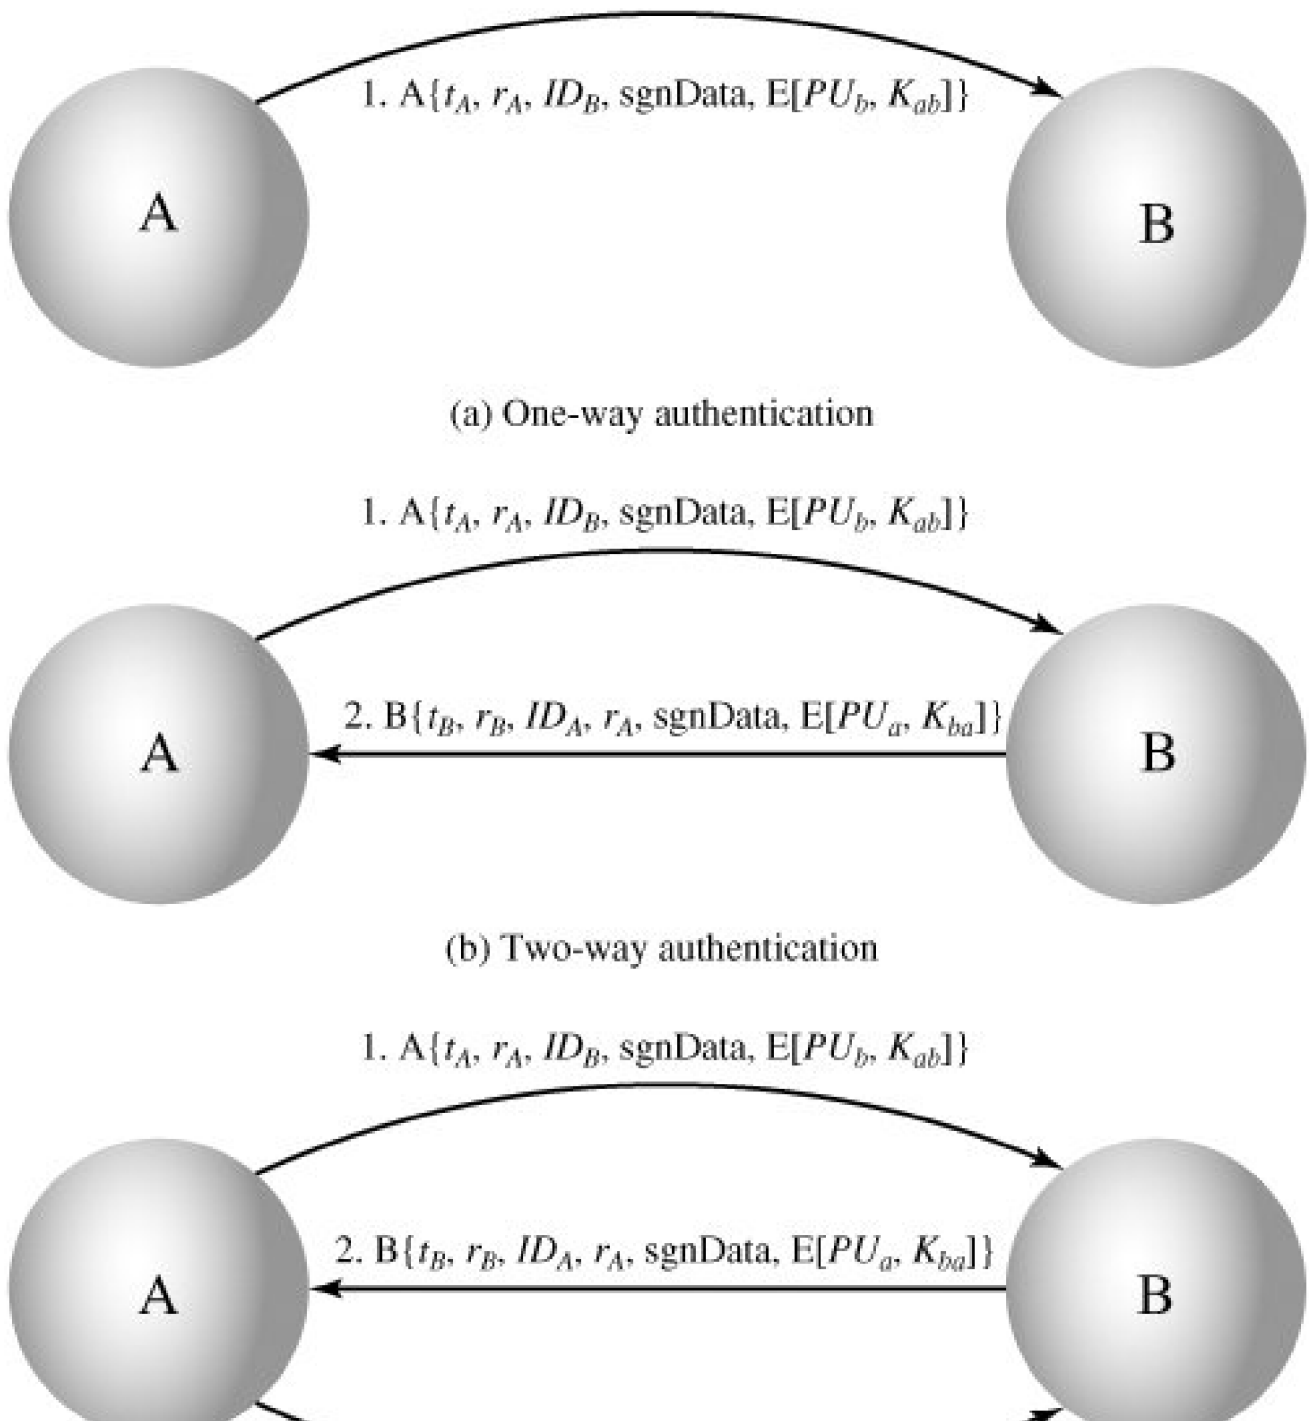 1. A{t_A, r_A, ID_B, sgnData, E[PU_b, K_ab]}
A
B
(a) One-way authentication
1. A{t_A, r_A, ID_B, sgnData, E[PU_b, K_ab]}
2. B{t_B, r_B, ID_A, r_A, sgnData, E[PU_a, K_ba]}
A
B
(b) Two-way authentication
1. A{t_A, r_A, ID_B, sgnData, E[PU_b, K_ab]}
2. B{t_B, r_B, ID_A, r_A, sgnData, E[PU_a, K_ba]}
A
B